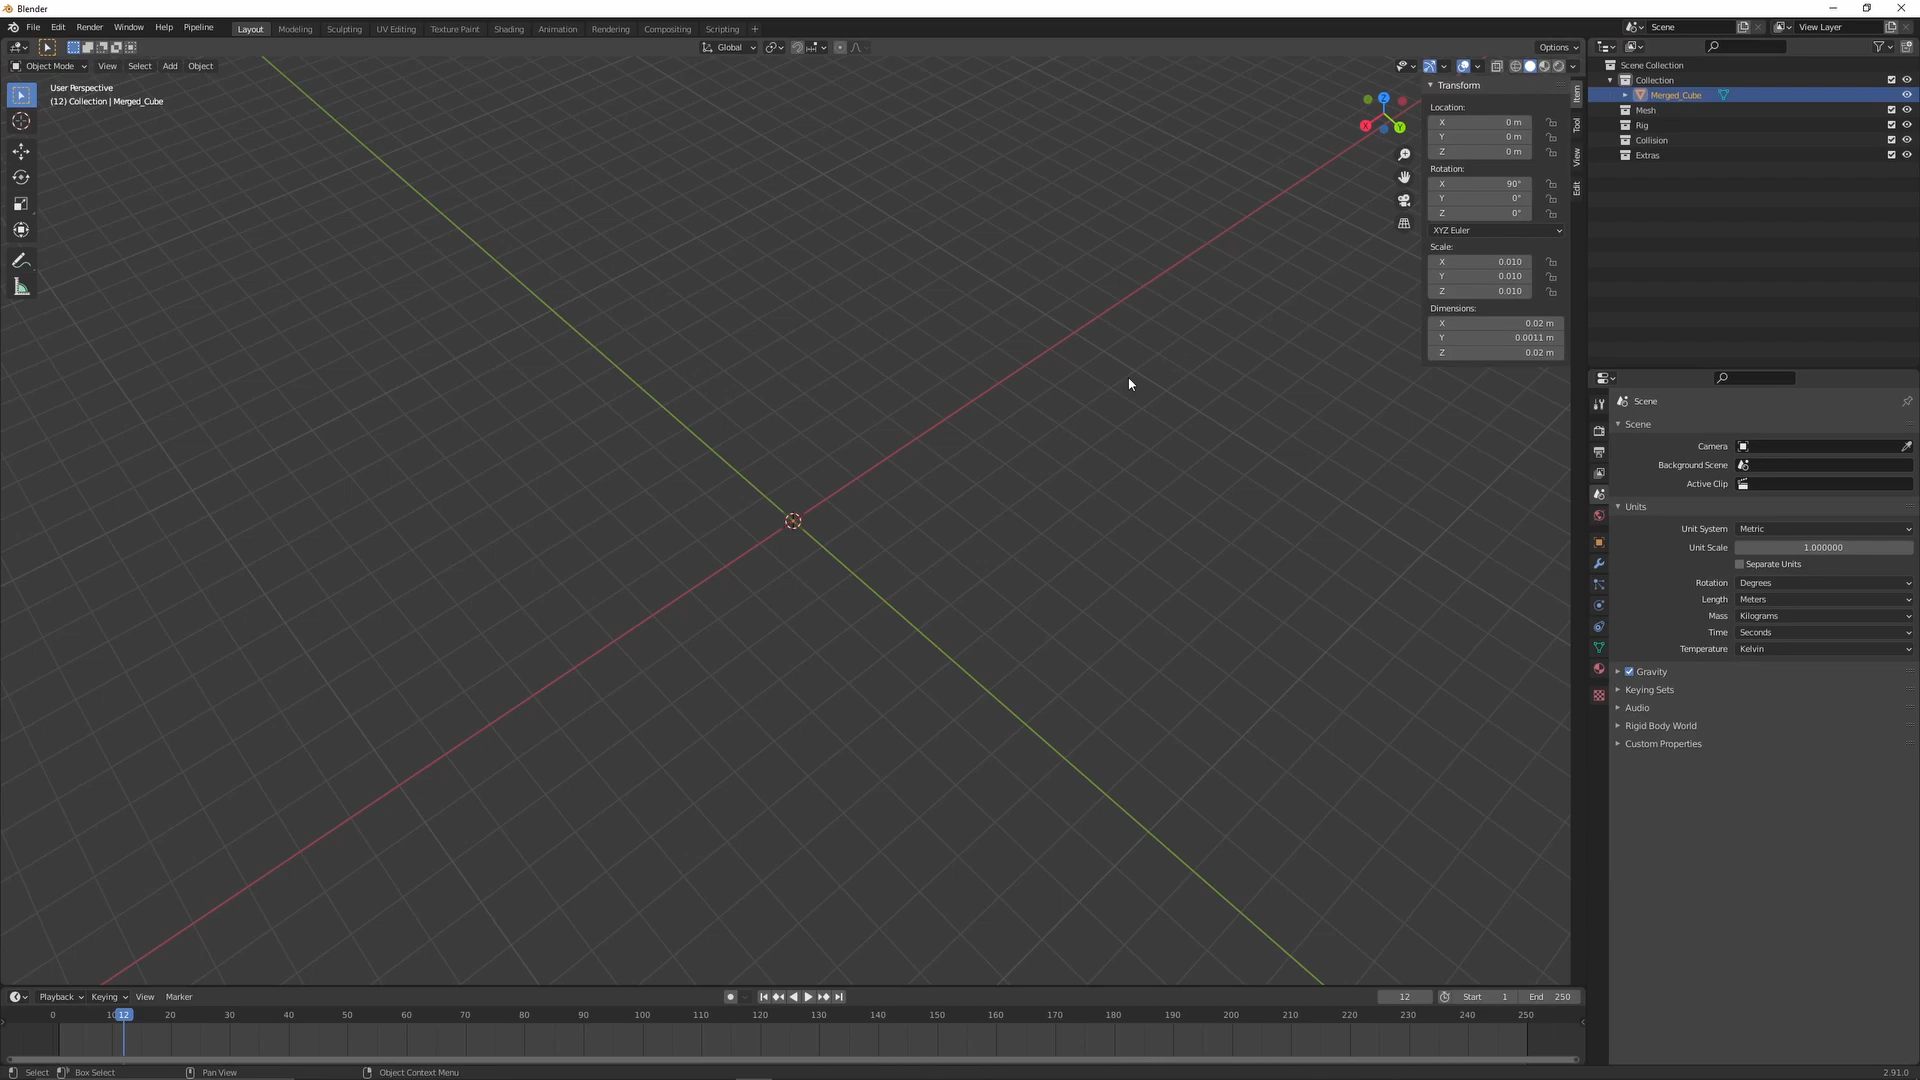 Blender
File Edit Render Window Help Pipeline
Layout Modeling Sculpting UV Editing Texture Paint Shading Animation Rendering Compositing Scripting +
Scene
View Layer
Global
Options
Object Mode View Select Add Object
User Perspective
(12) Collection | Merged_Cube
Z
X
Y
Transform
Location:
X 0 m
Y 0 m
Z 0 m
Rotation:
X 90°
Y 0°
Z 0°
XYZ Euler
Scale:
X 0.010
Y 0.010
Z 0.010
Dimensions:
X 0.02 m
Y 0.0011 m
Z 0.02 m
Item
Tool
View
Edit
Scene Collection
Collection
Merged_Cube
Mesh
Rig
Collision
Extras
Scene
Scene
Camera
Background Scene
Active Clip
Units
Unit System Metric
Unit Scale 1.000000
Separate Units
Rotation Degrees
Length Meters
Mass Kilograms
Time Seconds
Temperature Kelvin
Gravity
Keying Sets
Audio
Rigid Body World
Custom Properties
Playback Keying View Marker
12 Start 1 End 250
0 10 12 20 30 40 50 60 70 80 90 100 110 120 130 140 150 160 170 180 190 200 210 220 230 240 250
Select Box Select Pan View Object Context Menu
2.91.0